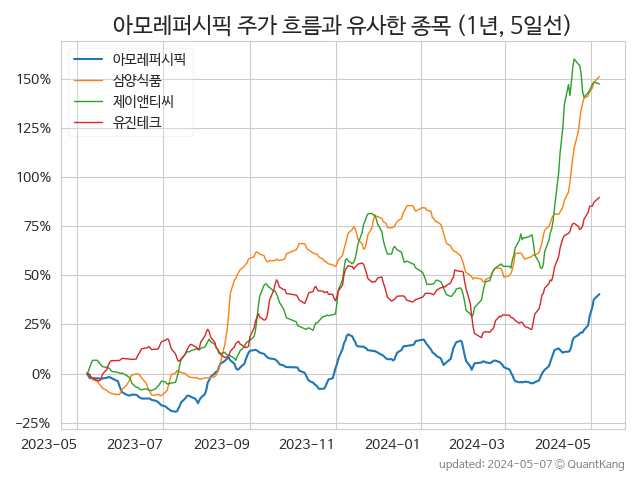 아모레퍼시픽 주가 흐름과 유사한 종목 (1년, 5일선)
아모레퍼시픽
삼양식품
제이앤티씨
유진테크
150%
125%
100%
75%
50%
25%
0%
−25%
2023-05 2023-07 2023-09 2023-11 2024-01 2024-03 2024-05
updated: 2024-05-07 © QuantKang